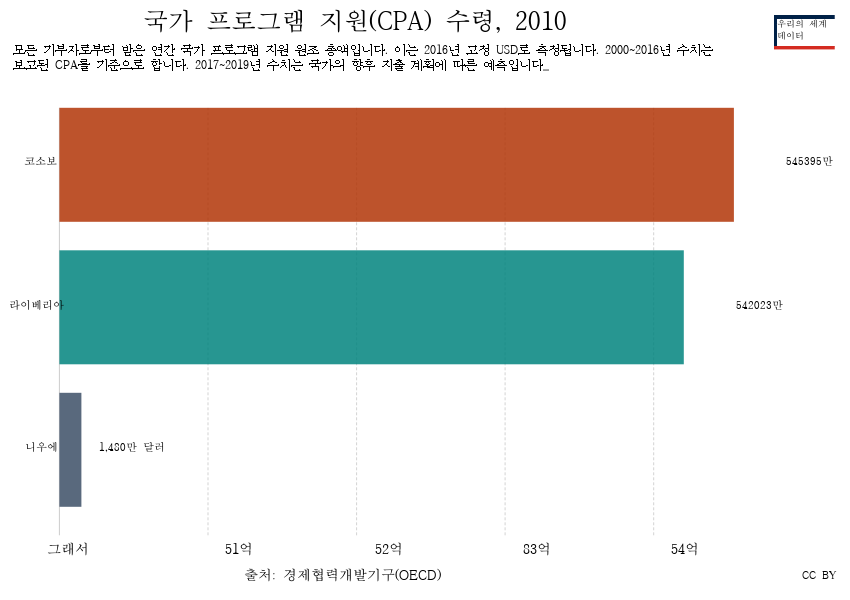 국가 프로그램 지원(CPA) 수령, 2010
우리의 세계
데이터
모든 기부자로부터 받은 연간 국가 프로그램 지원 원조 총액입니다. 이는 2016년 고정 USD로 측정됩니다. 2000~2016년 수치는
보고된 CPA를 기준으로 합니다. 2017~2019년 수치는 국가의 향후 지출 계획에 따른 예측입니다._
코소보
545395만
라이베리아
542023만
니우에
1,480만 달러
그래서
51억
52억
83억
54억
출처: 경제협력개발기구(OECD)
CC BY